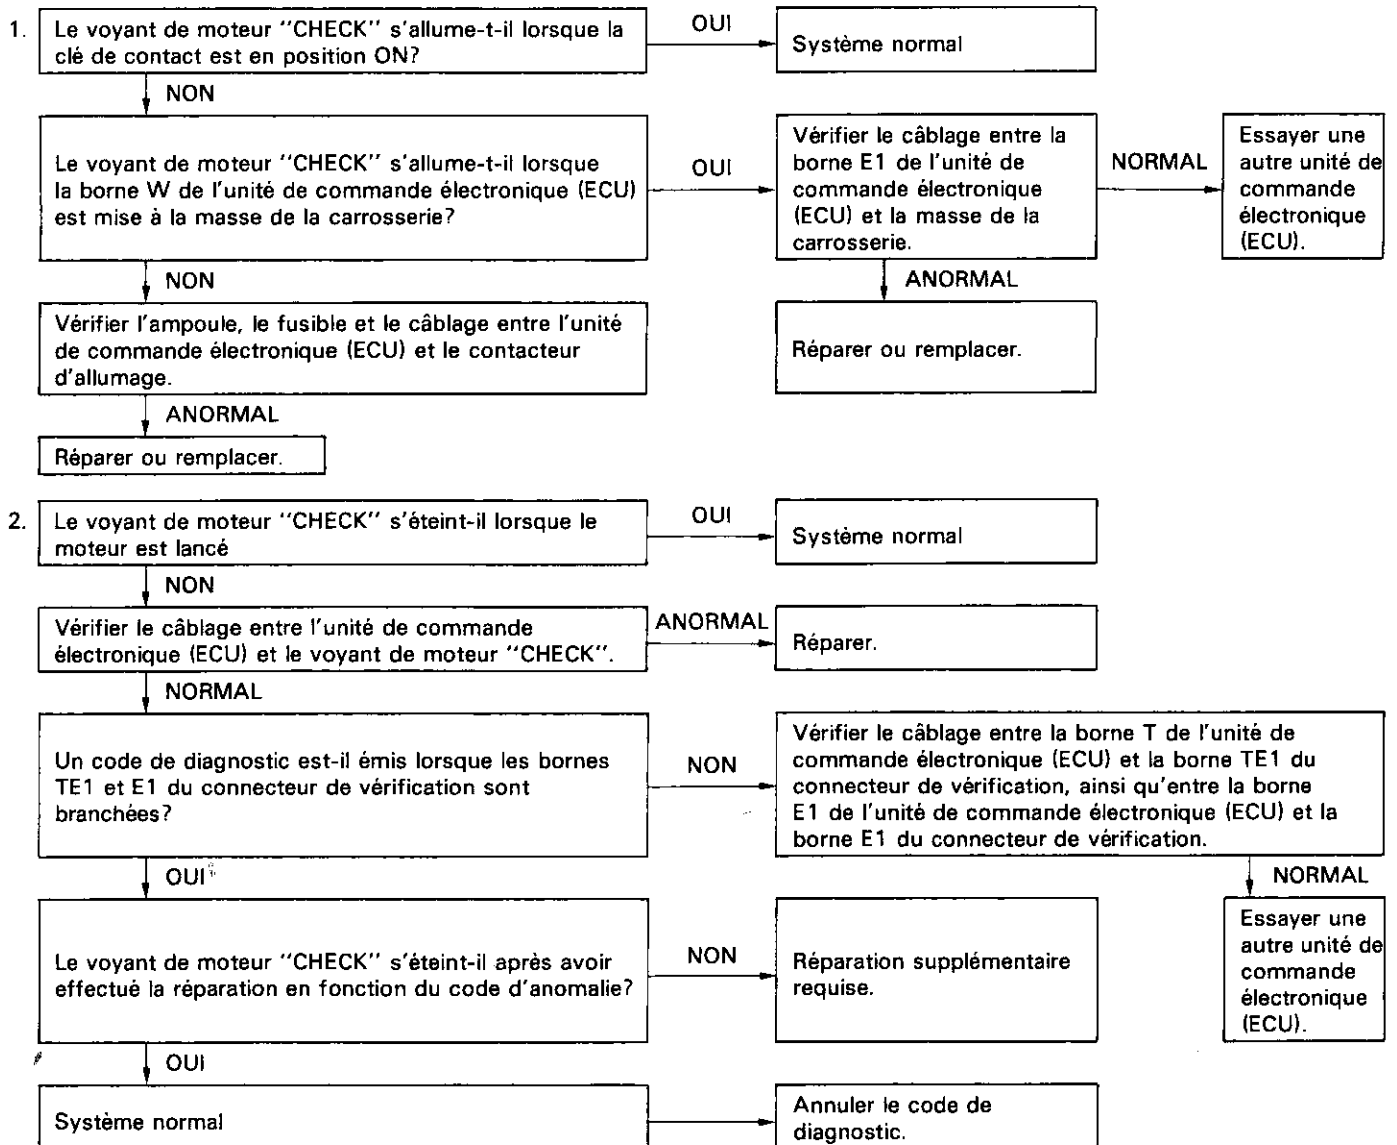 1. Le voyant de moteur "CHECK" s'allume-t-il lorsque la
clé de contact est en position ON?
OUI
Système normal
NON
Le voyant de moteur "CHECK" s'allume-t-il lorsque
la borne W de l'unité de commande électronique (ECU)
est mise à la masse de la carrosserie?
OUI
Vérifier le câblage entre la
borne E1 de l'unité de
commande électronique
(ECU) et la masse de la
carrosserie.
NORMAL
Essayer une
autre unité de
commande
électronique
(ECU).
NON
ANORMAL
Vérifier l'ampoule, le fusible et le câblage entre l'unité
de commande électronique (ECU) et le contacteur
d'allumage.
Réparer ou remplacer.
ANORMAL
Réparer ou remplacer.
2. Le voyant de moteur "CHECK" s'éteint-il lorsque le
moteur est lancé
OUI
Système normal
NON
Vérifier le câblage entre l'unité de commande
électronique (ECU) et le voyant de moteur "CHECK".
ANORMAL
Réparer.
NORMAL
Un code de diagnostic est-il émis lorsque les bornes
TE1 et E1 du connecteur de vérification sont
branchées?
NON
Vérifier le câblage entre la borne T de l'unité de
commande électronique (ECU) et la borne TE1 du
connecteur de vérification, ainsi qu'entre la borne
E1 de l'unité de commande électronique (ECU) et la
borne E1 du connecteur de vérification.
OUI
NORMAL
Le voyant de moteur "CHECK" s'éteint-il après avoir
effectué la réparation en fonction du code d'anomalie?
NON
Réparation supplémentaire
requise.
Essayer une
autre unité de
commande
électronique
(ECU).
OUI
Système normal
Annuler le code de
diagnostic.